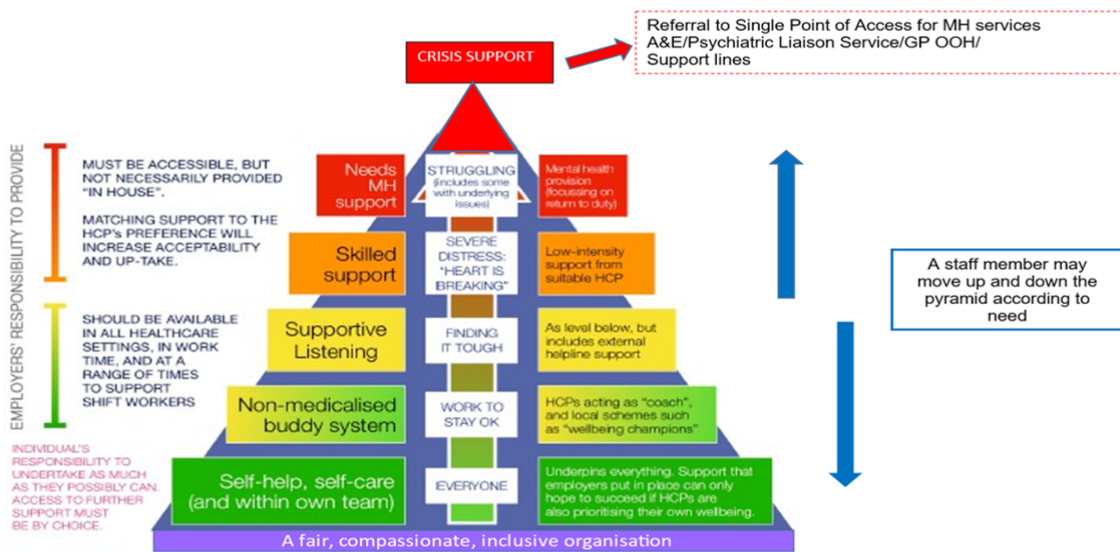 Referral to Single Point of Access for MH services
A&E/Psychiatric Liaison Service/GP OOH/
Support lines
CRISIS SUPPORT
EMPLOYERS' RESPONSIBILITY TO PROVIDE
MUST BE ACCESSIBLE, BUT
NOT NECESSARILY PROVIDED
"IN HOUSE".
MATCHING SUPPORT TO THE
HCP's PREFERENCE WILL
INCREASE ACCEPTABILITY
AND UP-TAKE.
Needs
MH
support
STRUGGLING
(includes some
with underlying
issues)
Mental health
provision
(focussing on
return to duty)
Skilled
support
SEVERE
DISTRESS:
"HEART IS
BREAKING"
Low-intensity
support from
suitable HCP
SHOULD BE AVAILABLE
IN ALL HEALTHCARE
SETTINGS, IN WORK
TIME, AND AT A
RANGE OF TIMES
TO SUPPORT
SHIFT WORKERS
Supportive
Listening
FINDING
IT TOUGH
As level below, but
includes external
helpline support
Non-medicalised
buddy system
WORK TO
STAY OK
HCPs acting as "coach",
and local schemes such
as "wellbeing champions"
INDIVIDUAL'S
RESPONSIBILITY TO
UNDERTAKE AS MUCH
AS THEY POSSIBLY CAN.
ACCESS TO FURTHER
SUPPORT MUST
BE BY CHOICE.
Self-help, self-care
(and within own team)
EVERYONE
Underpins everything. Support that
employers put in place can only
hope to succeed if HCPs are
also prioritising their own wellbeing.
A fair, compassionate, inclusive organisation
A staff member may
move up and down the
pyramid according to
need